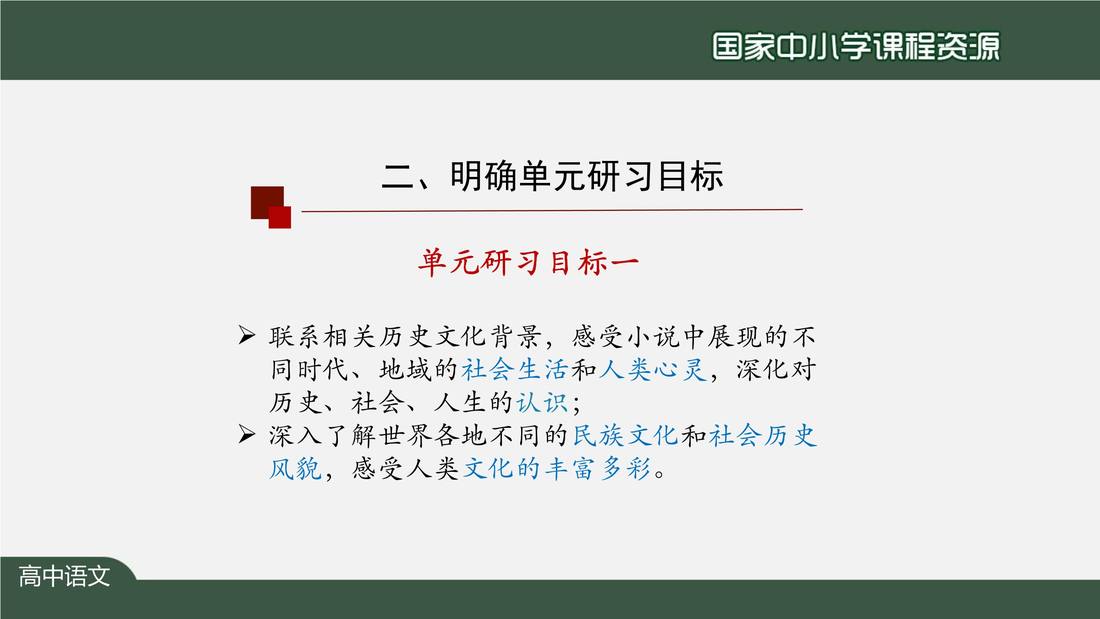 国家中小学课程资源
二、明确单元研习目标
单元研习目标一
➢ 联系相关历史文化背景，感受小说中展现的不
同时代、地域的社会生活和人类心灵，深化对
历史、社会、人生的认识；
➢ 深入了解世界各地不同的民族文化和社会历史
风貌，感受人类文化的丰富多彩。
高中语文